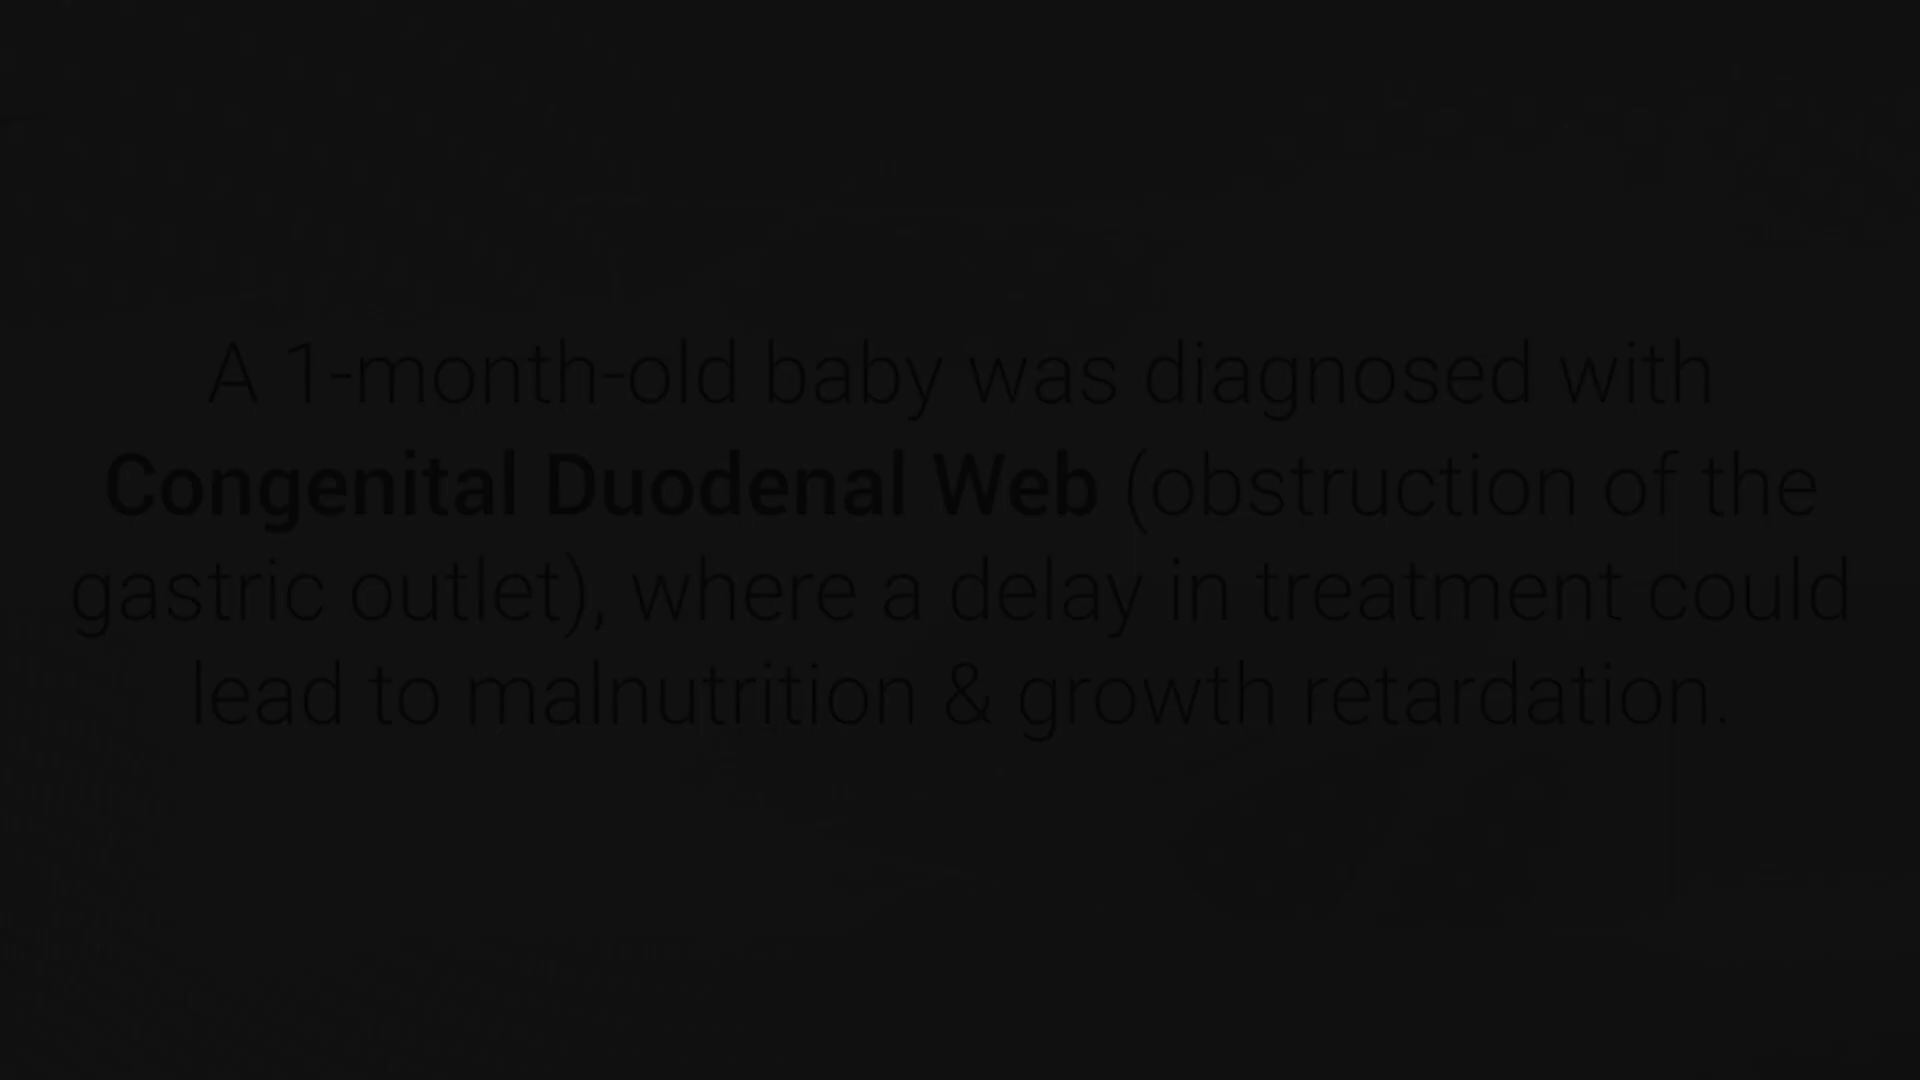 A 1-month-old baby was diagnosed with
Congenital Duodenal Web (obstruction of the
gastric outlet), where a delay in treatment could
lead to malnutrition & growth retardation.